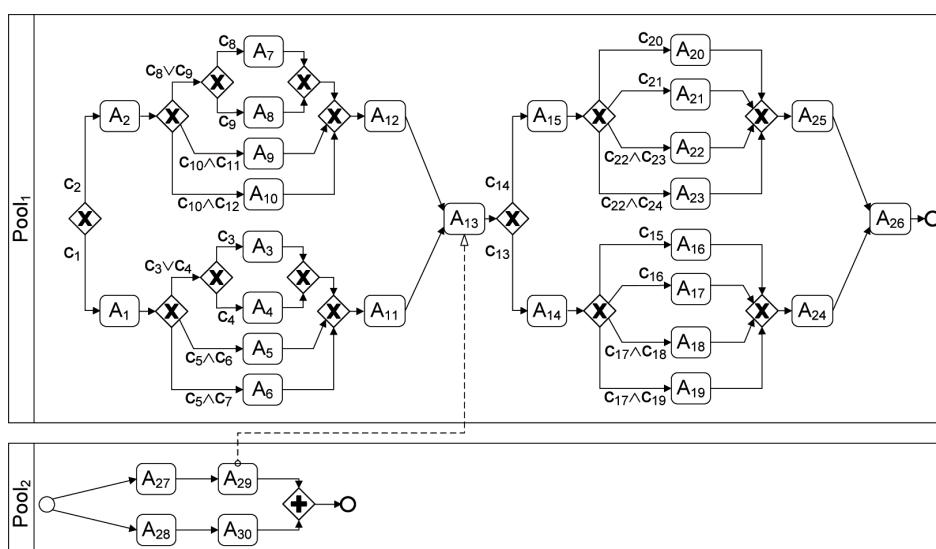 Pool₁
C₂
C₁
A₂
C₈∨C₉
C₈
A₇
C₉
A₈
C₁₀∧C₁₁
A₉
C₁₀∧C₁₂
A₁₀
A₁₂
A₁
C₃∨C₄
C₃
A₃
C₄
A₄
C₅∧C₆
A₅
C₅∧C₇
A₆
A₁₁
A₁₃
C₁₄
C₁₃
A₁₅
C₂₀
A₂₀
C₂₁
A₂₁
C₂₂∧C₂₃
A₂₂
C₂₂∧C₂₄
A₂₃
A₂₅
A₁₄
C₁₅
A₁₆
C₁₆
A₁₇
C₁₇∧C₁₈
A₁₈
C₁₇∧C₁₉
A₁₉
A₂₄
A₂₆
Pool₂
A₂₇
A₂₉
A₂₈
A₃₀